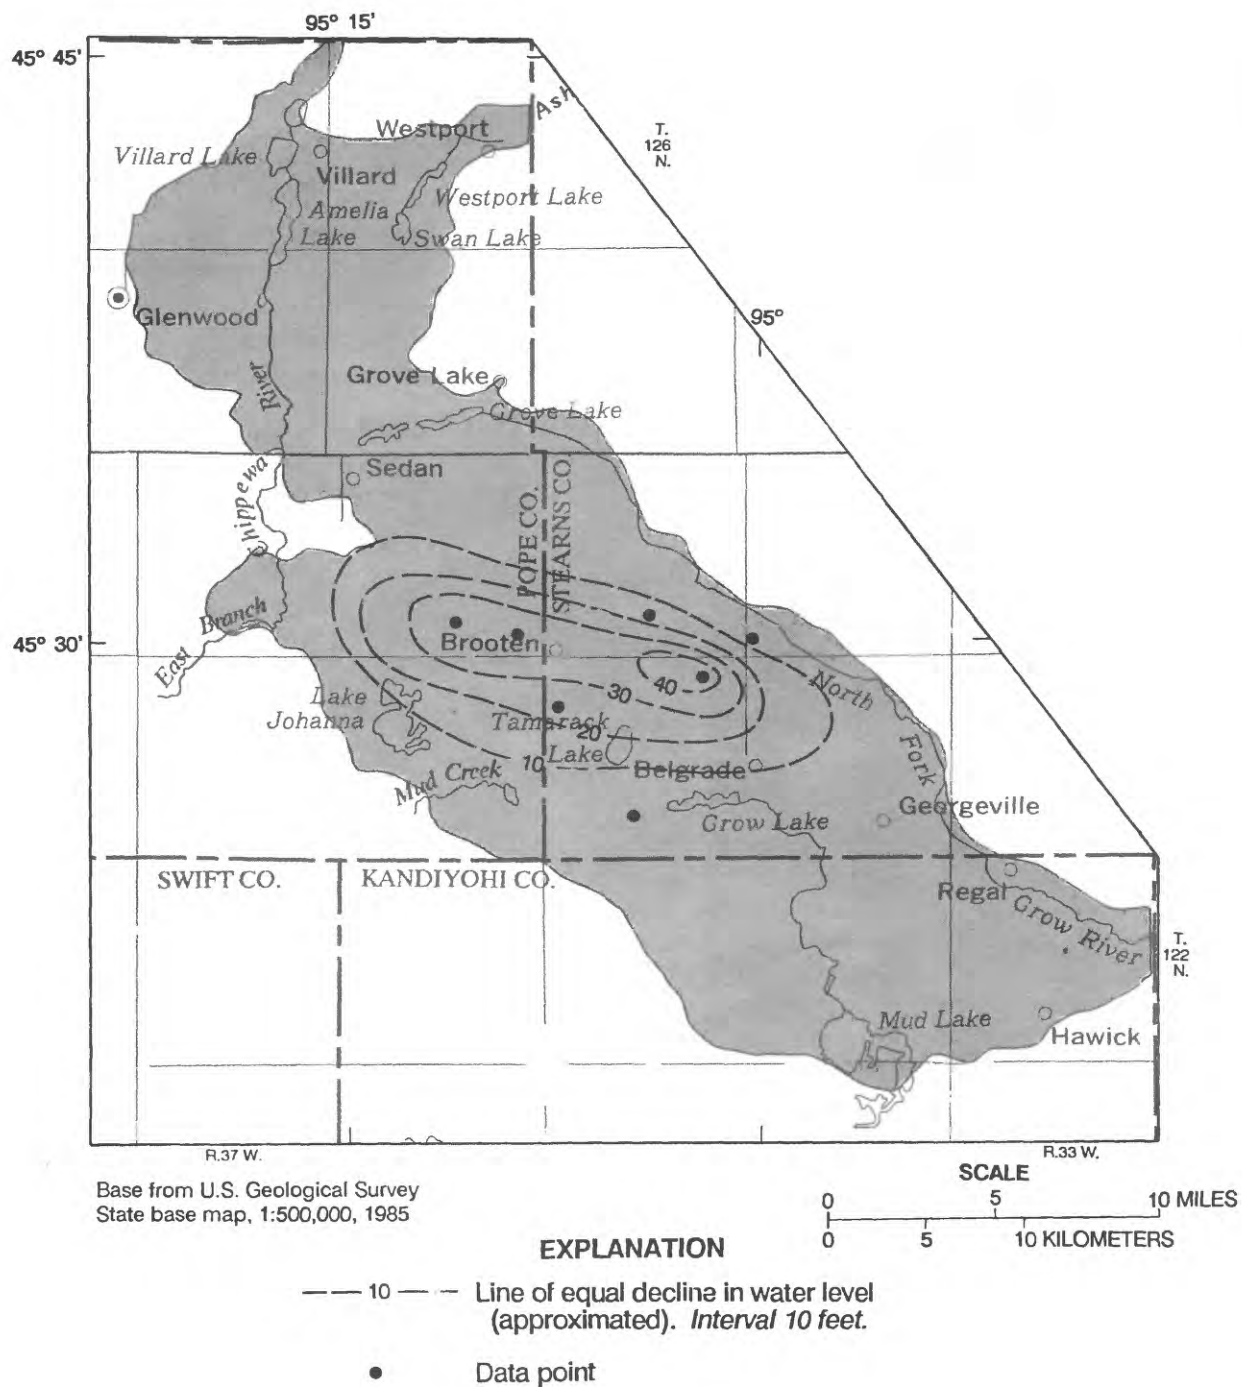 95° 15'
45° 45'
Ash
T.
126
N.
Westport
Villard Lake
Villard
Westport Lake
Amelia
Lake
Swan Lake
Glenwood
95°
River
Grove Lake
Grove Lake
Sedan
Chippewa
POPE CO.
STEARNS CO.
45° 30'
East Branch
Brooten
North
Fork
40
30
Lake
Johanna
Tamarack
Lake
20
10
Belgrade
Mud Creek
Grow Lake
Georgeville
SWIFT CO.
KANDIYOHI CO.
Regal
Grow River
T.
122
N.
Mud Lake
Hawick
R.37 W.
R.33 W.
Base from U.S. Geological Survey
State base map, 1:500,000, 1985
SCALE
0 5 10 MILES
0 5 10 KILOMETERS
EXPLANATION
10 Line of equal decline in water level
(approximated). Interval 10 feet.
Data point